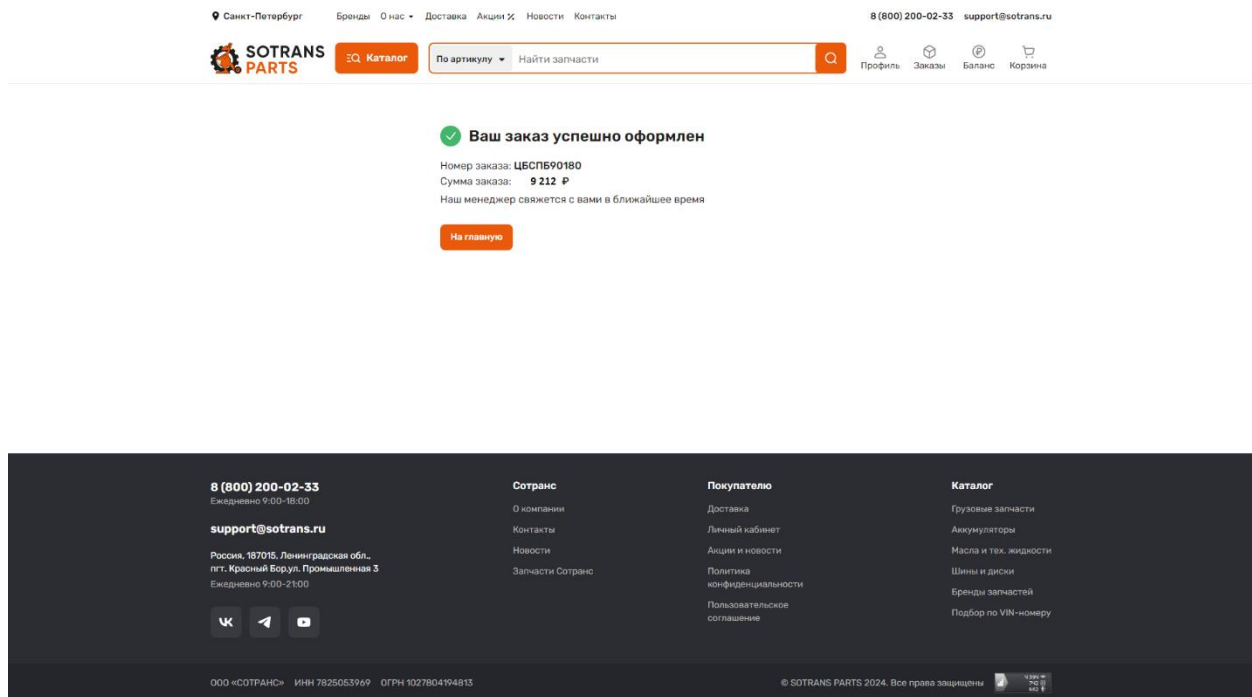 Санкт-Петербург Бренды О нас Доставка Акции % Новости Контакты 8 (800) 200-02-33 support@sotrans.ru
SOTRANS PARTS Каталог По артикулу Найти запчасти Профиль Заказы Баланс Корзина
Ваш заказ успешно оформлен
Номер заказа: ЦБСПБ90180
Сумма заказа: 9 212 ₽
Наш менеджер свяжется с вами в ближайшее время
На главную
8 (800) 200-02-33
Ежедневно 9:00-18:00
support@sotrans.ru
Россия, 187015, Ленинградская обл.,
пгт. Красный Бор,ул. Промышленная 3
Ежедневно 9:00-21:00
Сотранс
О компании
Контакты
Новости
Запчасти Сотранс
Покупателю
Доставка
Личный кабинет
Акции и новости
Политика
конфиденциальности
Пользовательское
соглашение
Каталог
Грузовые запчасти
Аккумуляторы
Масла и тех. жидкости
Шины и диски
Бренды запчастей
Подбор по VIN-номеру
ООО «СОТРАНС» ИНН 7825053969 ОГРН 1027804194813
© SOTRANS PARTS 2024. Все права защищены